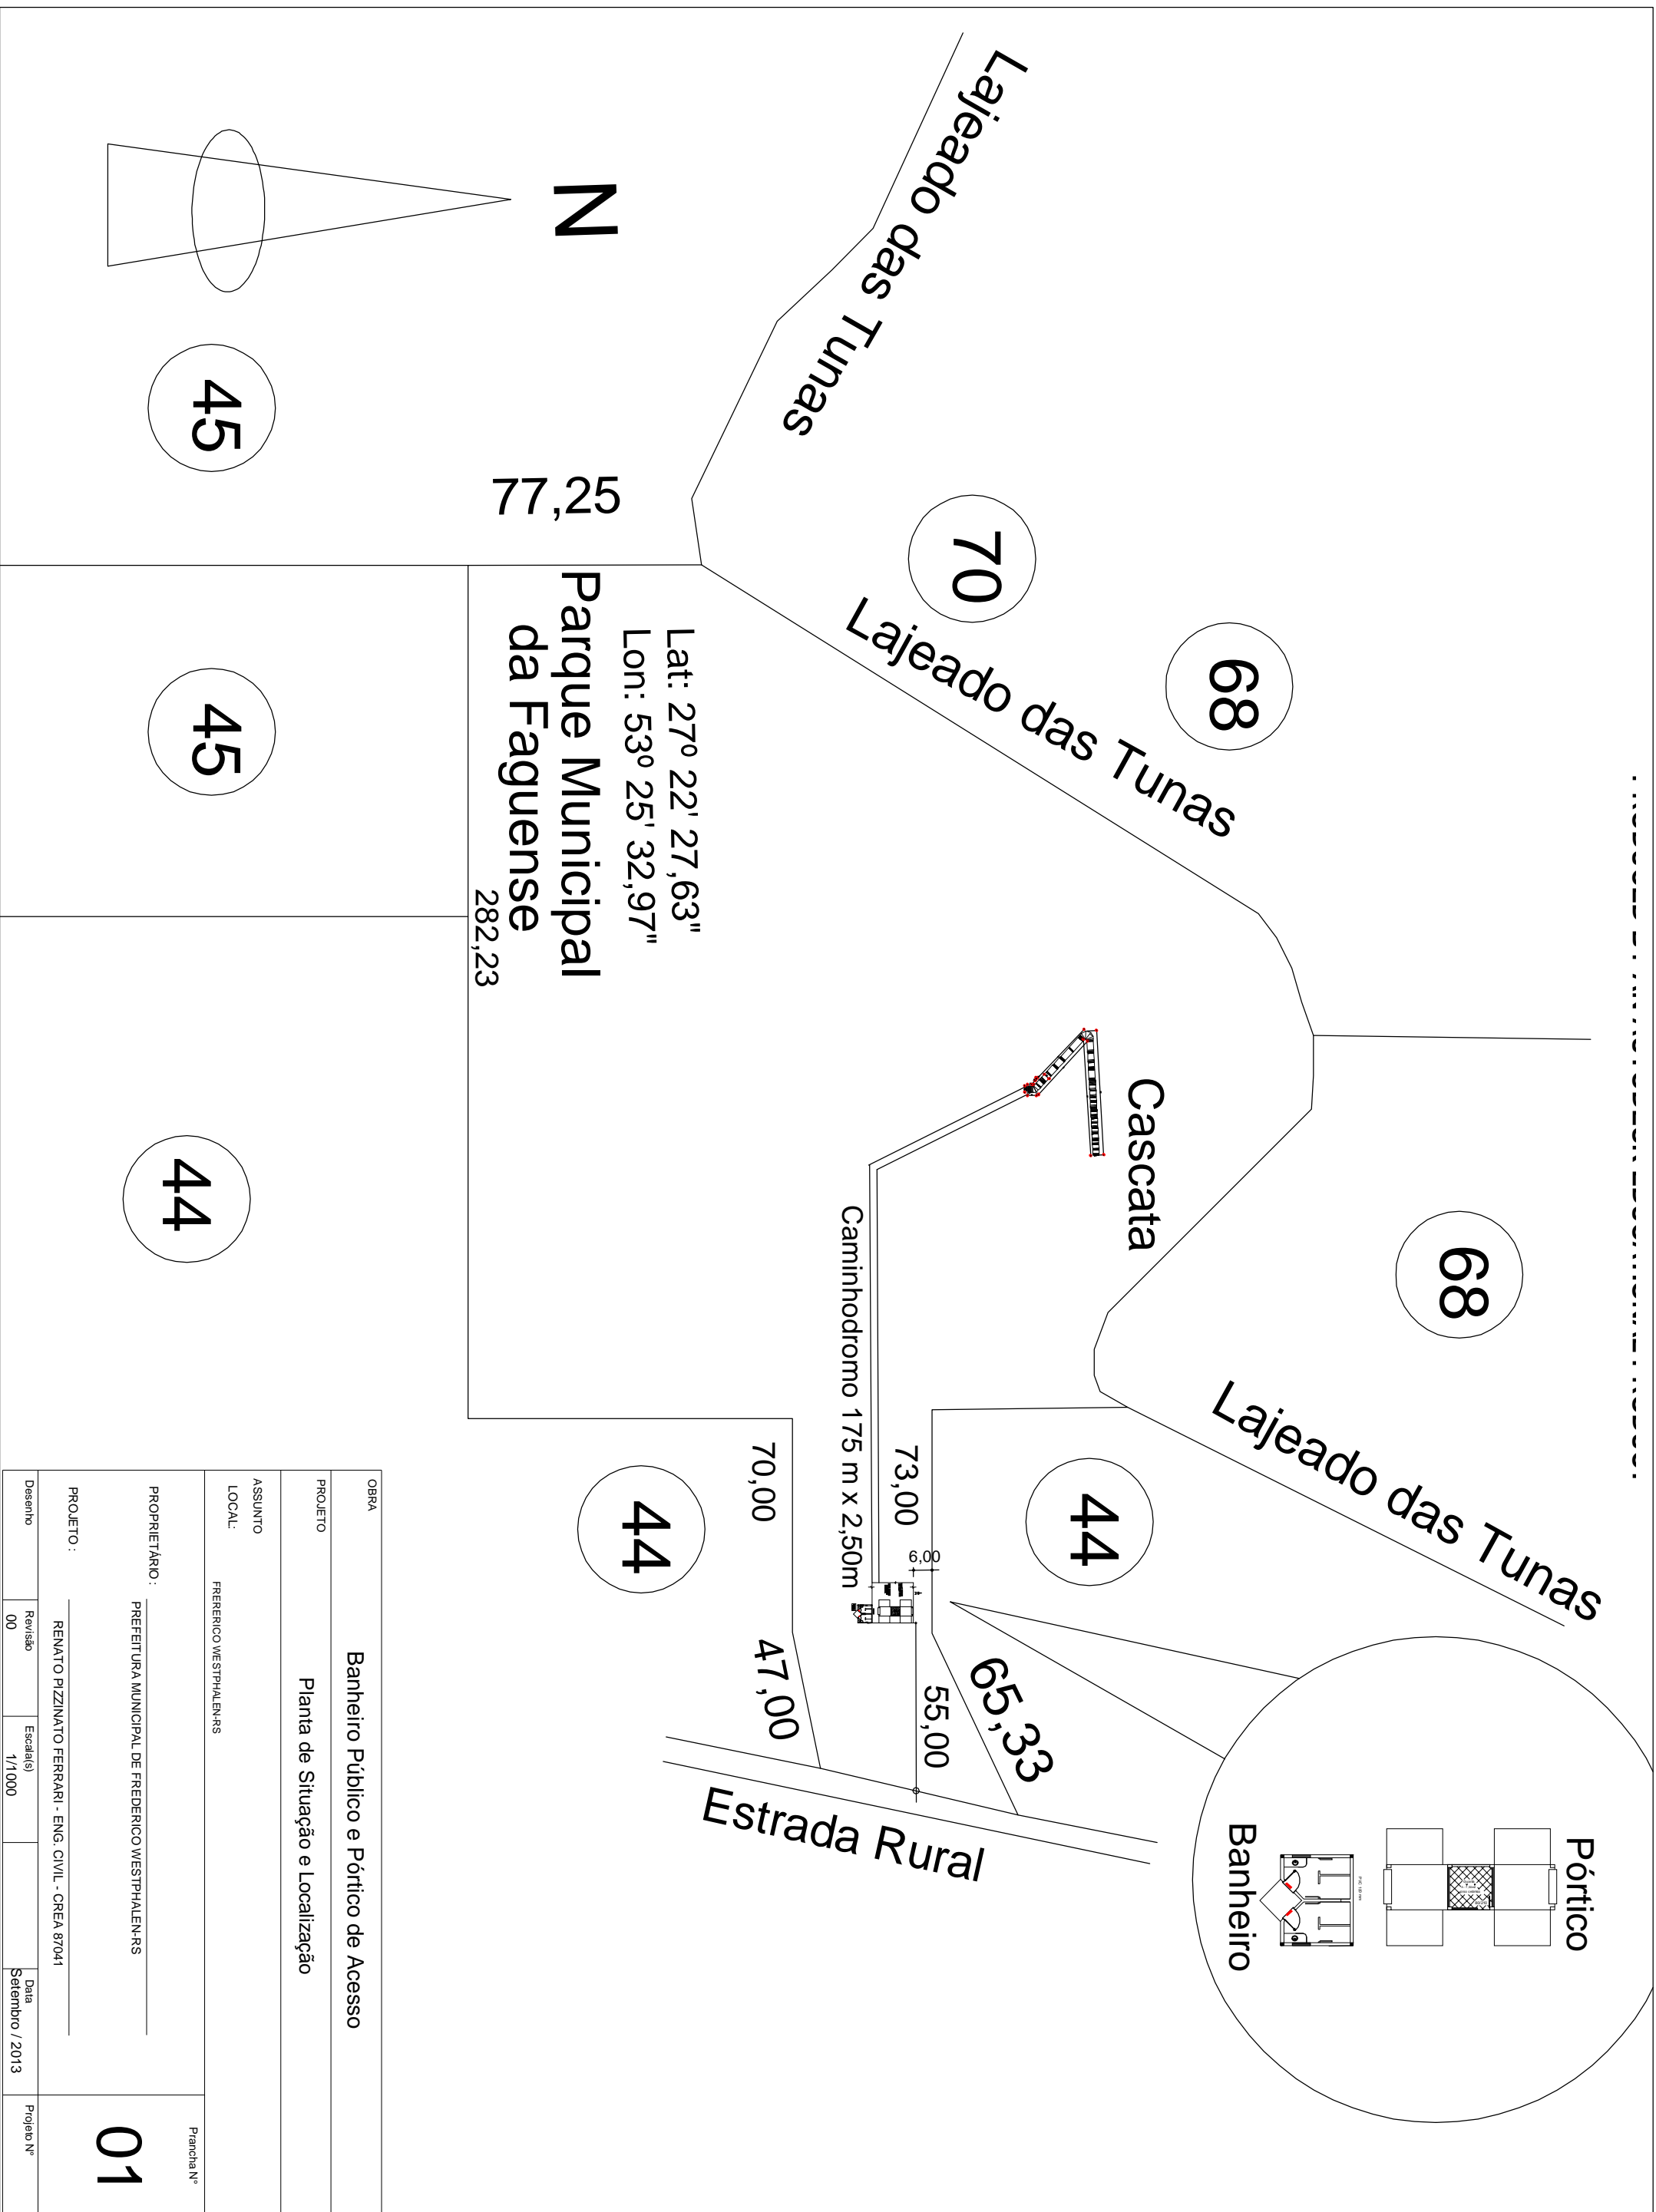 Lajeado das Tunas
N
45
77,25
70
68
Lajeado das Tunas
Lat: 27º 22' 27,63"
Lon: 53º 25' 32,97"
Parque Municipal
da Faguense
282,23
45
Cascata
68
44
Caminhodromo 175 m x 2,50m
Lajeado das Tunas
73,00
70,00
6,00
44
44
65,33
55,00
47,00
Estrada Rural
Pórtico
Banheiro
OBRA
Banheiro Público e Pórtico de Acesso
PROJETO
Planta de Situação e Localização
ASSUNTO
LOCAL:
FRERERICO WESTPHALEN-RS
PROPRIETÁRIO :
PREFEITURA MUNICIPAL DE FREDERICO WESTPHALEN-RS
PROJETO :
RENATO PIZZINATO FERRARI - ENG. CIVIL - CREA 87041
Prancha Nº
01
Desenho
Revisão
00
Escala(s)
1/1000
Data
Setembro / 2013
Projeto Nº